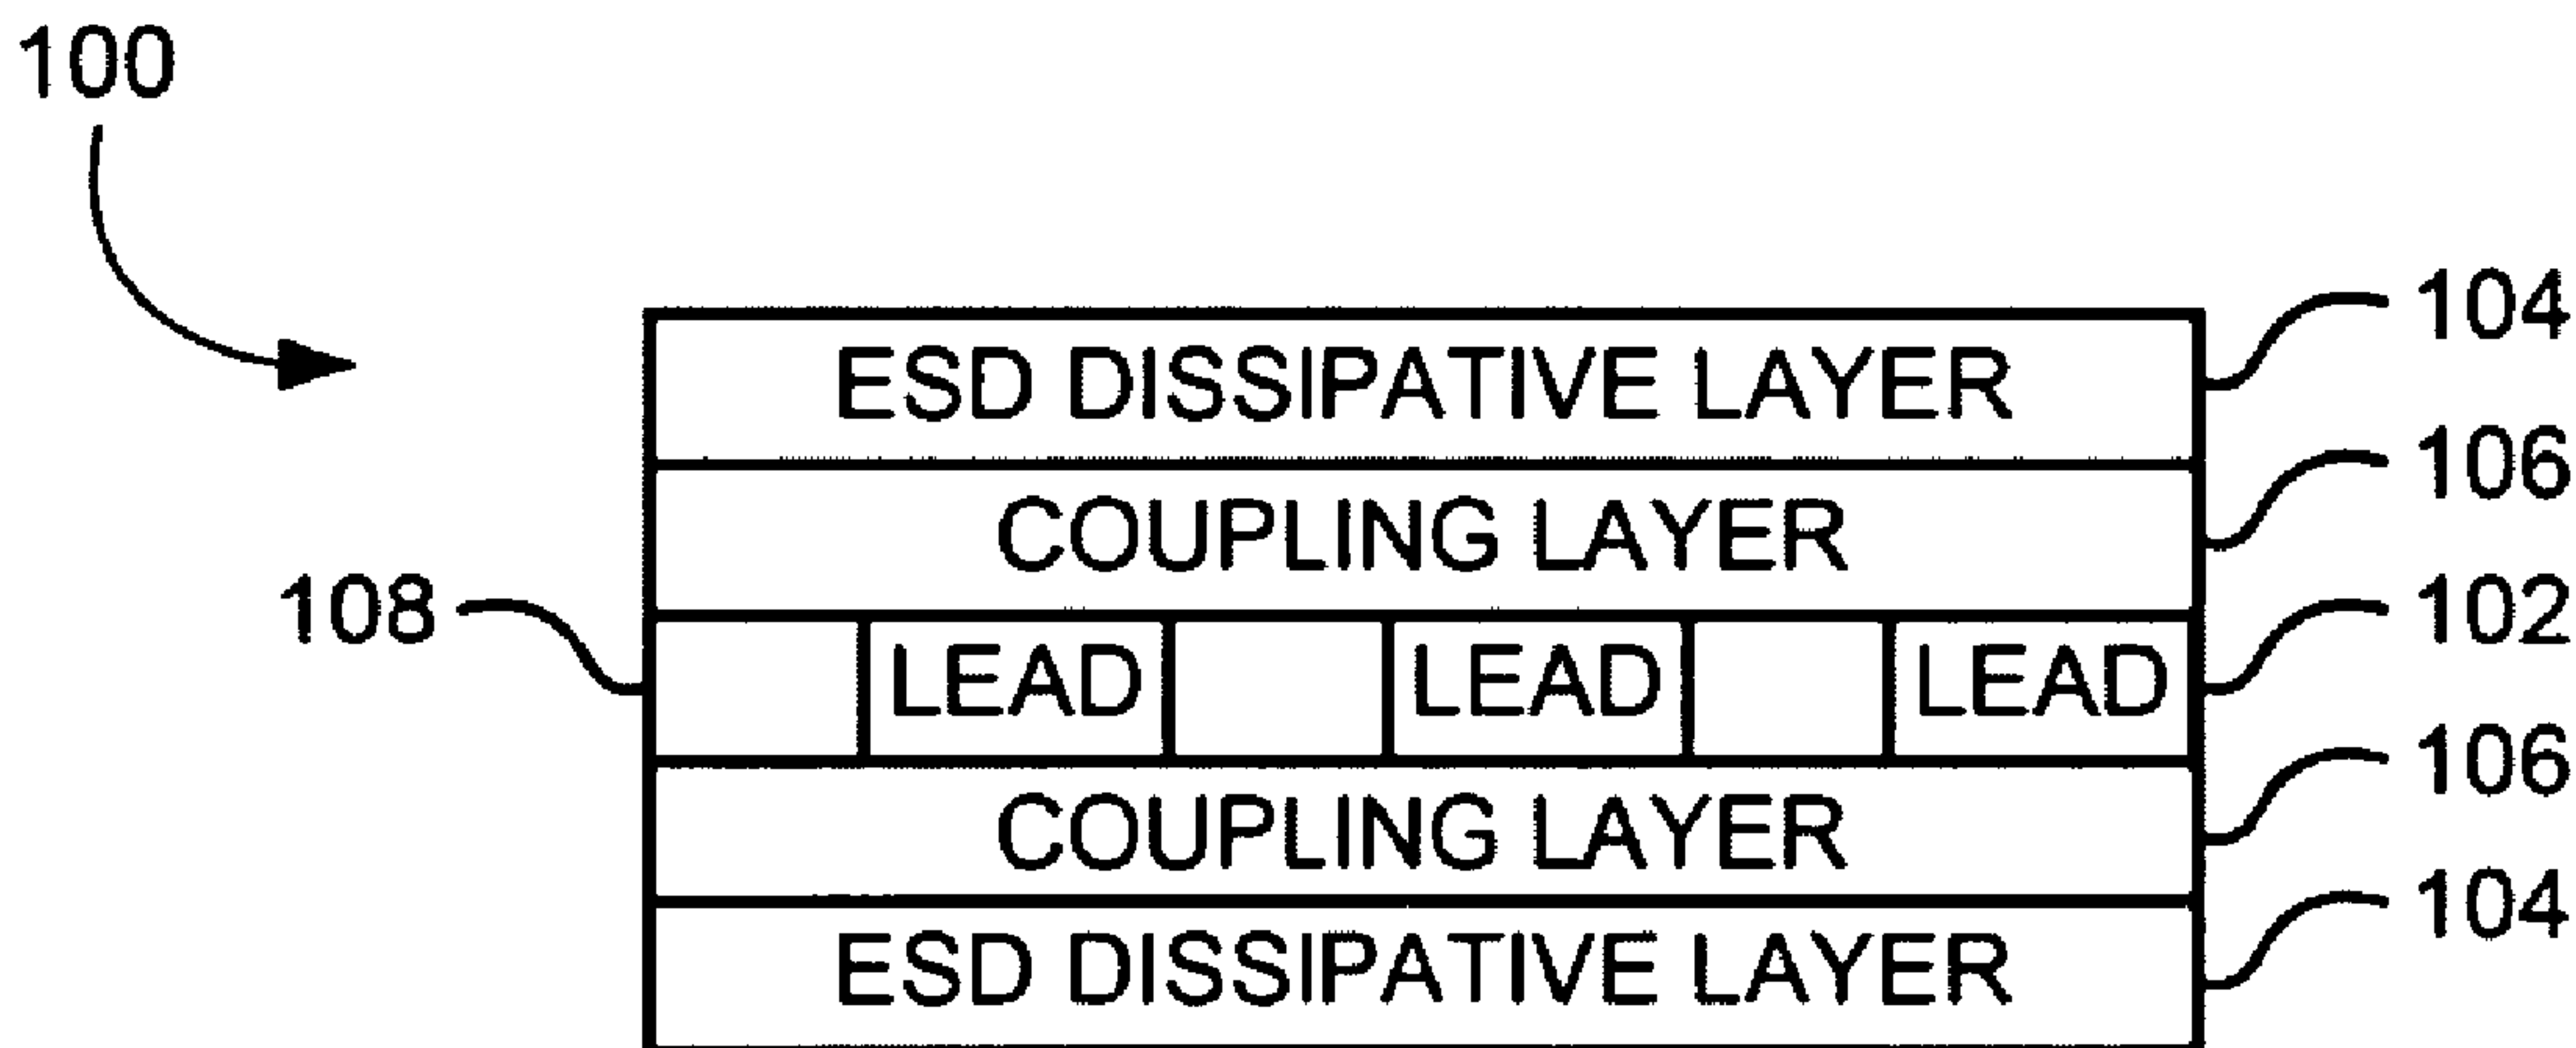 100
ESD DISSIPATIVE LAYER 104
COUPLING LAYER 106
108 LEAD LEAD LEAD 102
COUPLING LAYER 106
ESD DISSIPATIVE LAYER 104